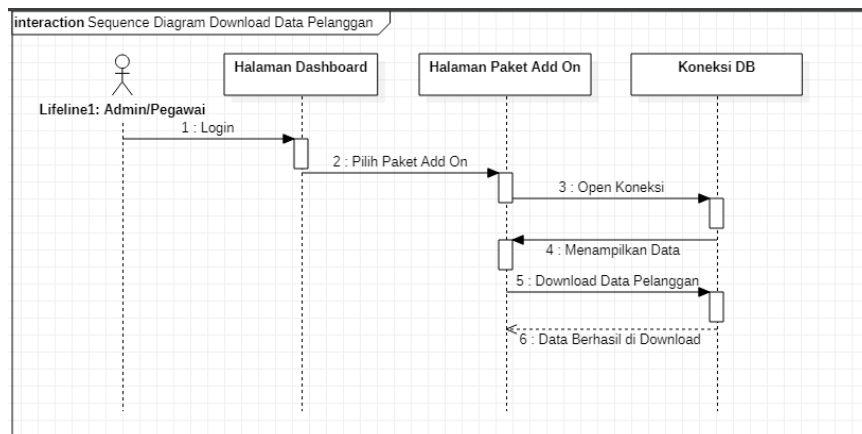 interaction Sequence Diagram Download Data Pelanggan
Halaman Dashboard
Halaman Paket Add On
Koneksi DB
Lifeline1: Admin/Pegawai
1 : Login
2 : Pilih Paket Add On
3 : Open Koneksi
4 : Menampilkan Data
5 : Download Data Pelanggan
6 : Data Berhasil di Download